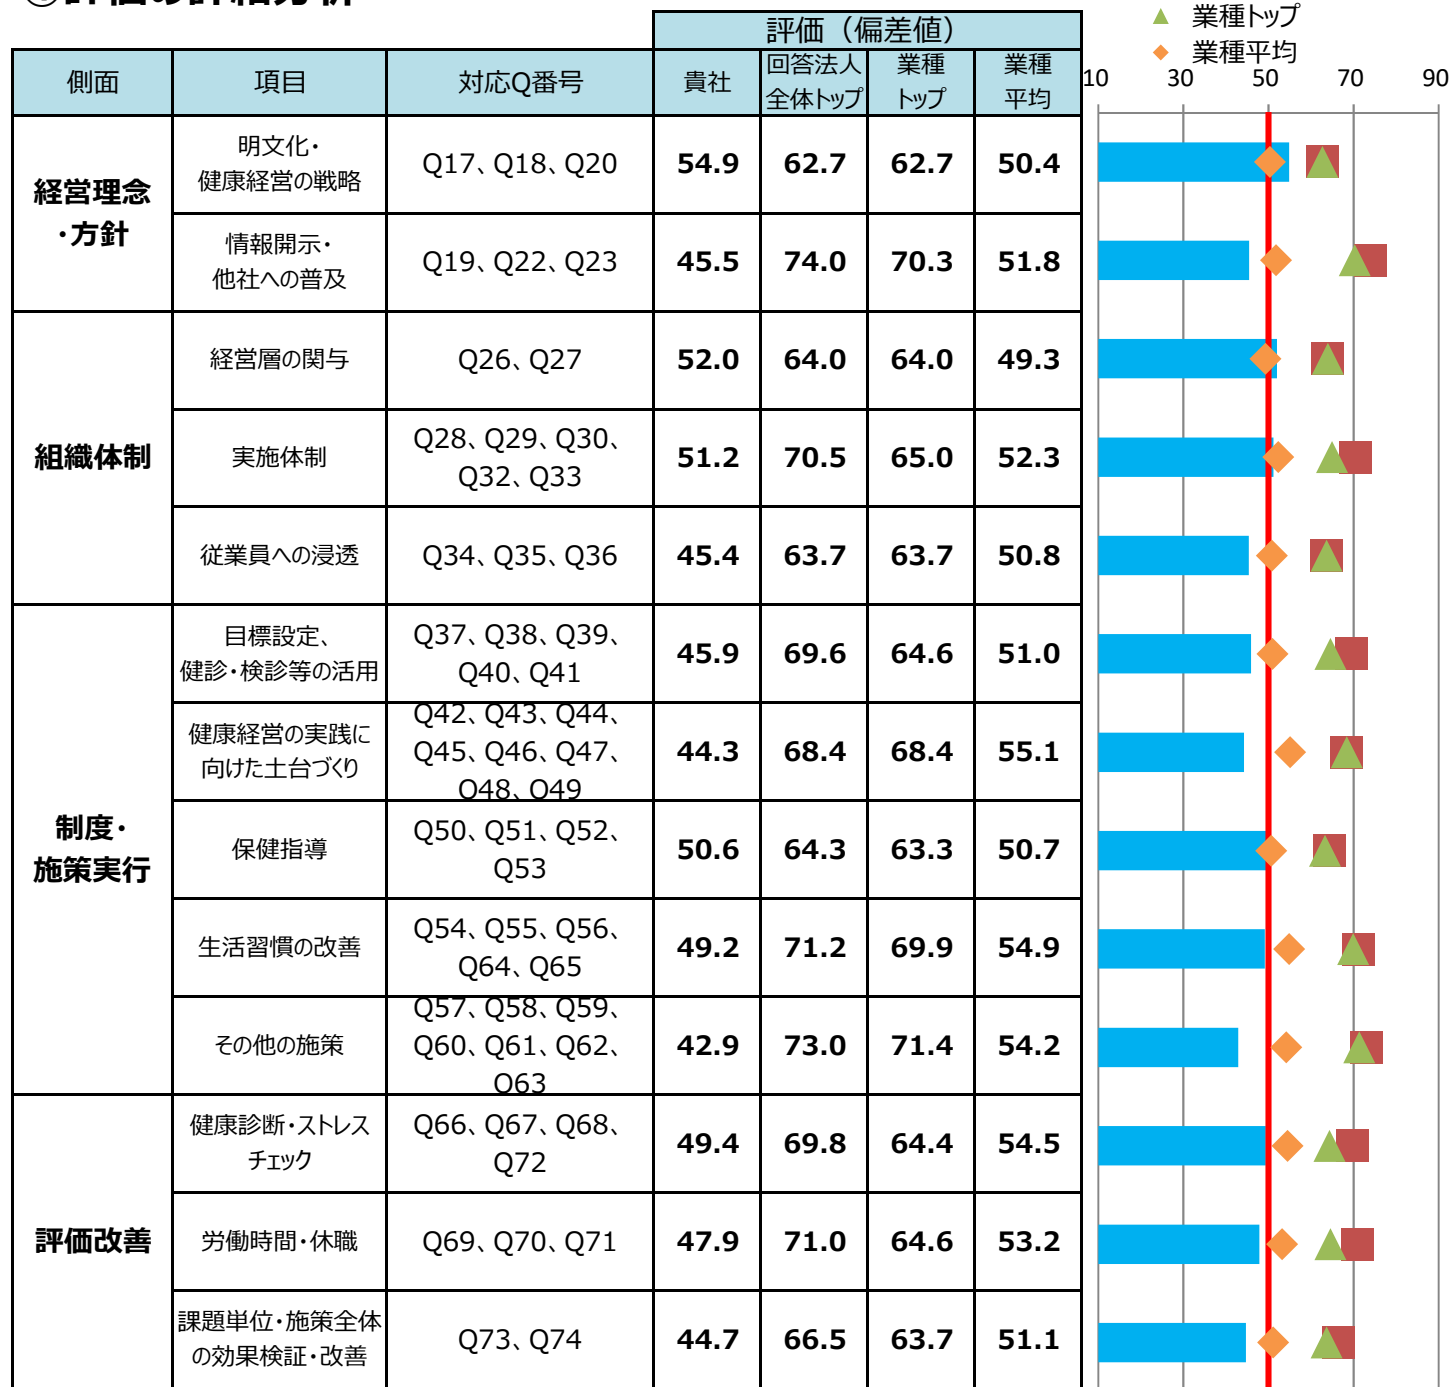 ①評価の詳細分析
▲ 業種トップ
◆ 業種平均
評価（偏差値）
側面 項目 対応Q番号 貴社 回答法人 業種 業種
全体トップ トップ 平均
10 30 50 70 90
経営理念
・方針
明文化・
健康経営の戦略
Q17、Q18、Q20 54.9 62.7 62.7 50.4
情報開示・
他社への普及
Q19、Q22、Q23 45.5 74.0 70.3 51.8
組織体制
経営層の関与 Q26、Q27 52.0 64.0 64.0 49.3
実施体制
Q28、Q29、Q30、
Q32、Q33
51.2 70.5 65.0 52.3
従業員への浸透 Q34、Q35、Q36 45.4 63.7 63.7 50.8
制度・
施策実行
目標設定、
健診・検診等の活用
Q37、Q38、Q39、
Q40、Q41
45.9 69.6 64.6 51.0
健康経営の実践に
向けた土台づくり
Q42、Q43、Q44、
Q45、Q46、Q47、
Q48、Q49
44.3 68.4 68.4 55.1
保健指導
Q50、Q51、Q52、
Q53
50.6 64.3 63.3 50.7
生活習慣の改善
Q54、Q55、Q56、
Q64、Q65
49.2 71.2 69.9 54.9
その他の施策
Q57、Q58、Q59、
Q60、Q61、Q62、
Q63
42.9 73.0 71.4 54.2
評価改善
健康診断・ストレス
チェック
Q66、Q67、Q68、
Q72
49.4 69.8 64.4 54.5
労働時間・休職 Q69、Q70、Q71 47.9 71.0 64.6 53.2
課題単位・施策全体
の効果検証・改善
Q73、Q74 44.7 66.5 63.7 51.1